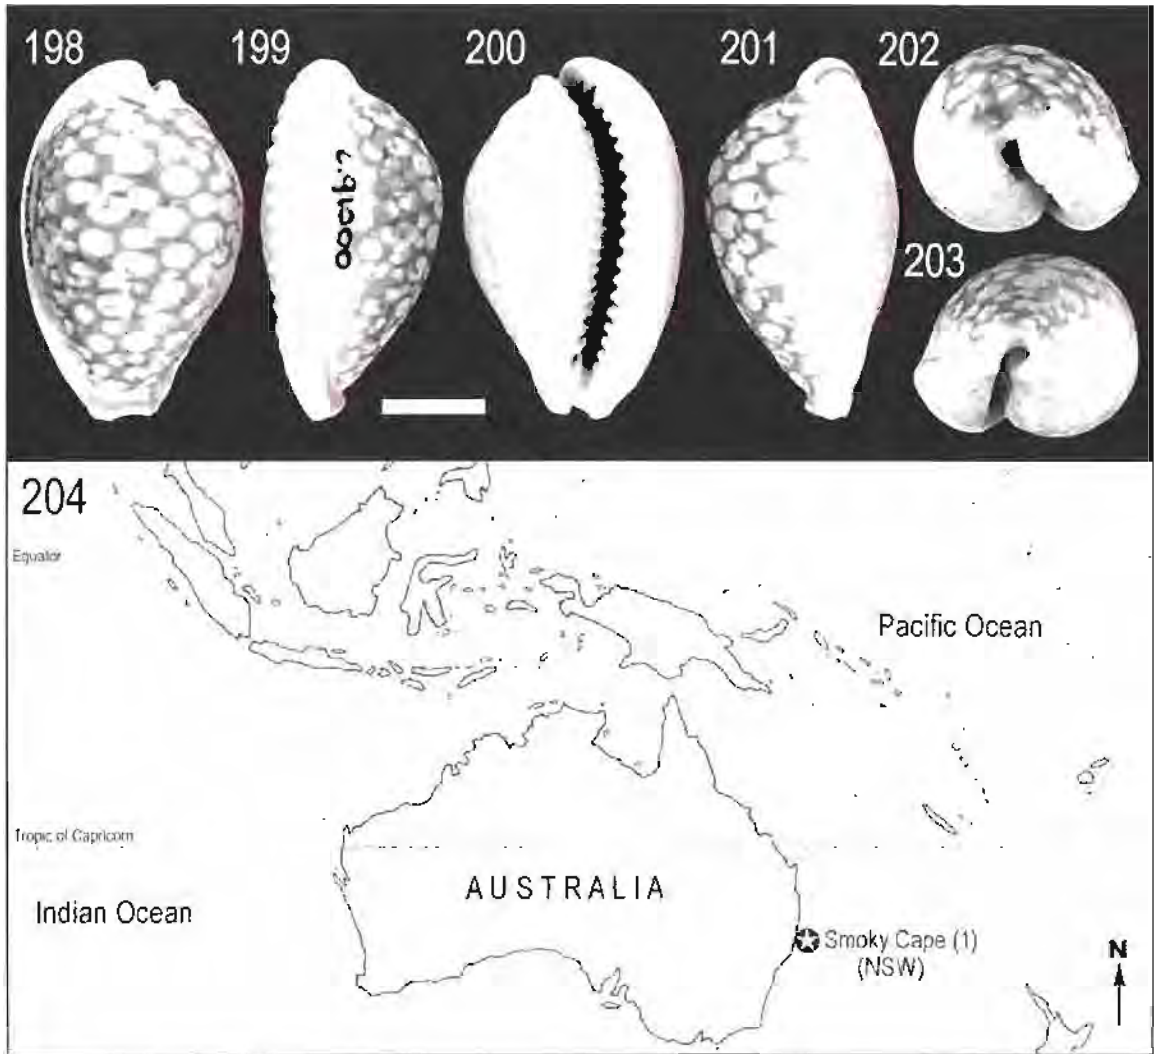 198
199
200
201
202
203
204
Equator
Pacific Ocean
Tropic of Capricorn
AUSTRALIA
Indian Ocean
Smoky Cape (1)
(NSW)
N